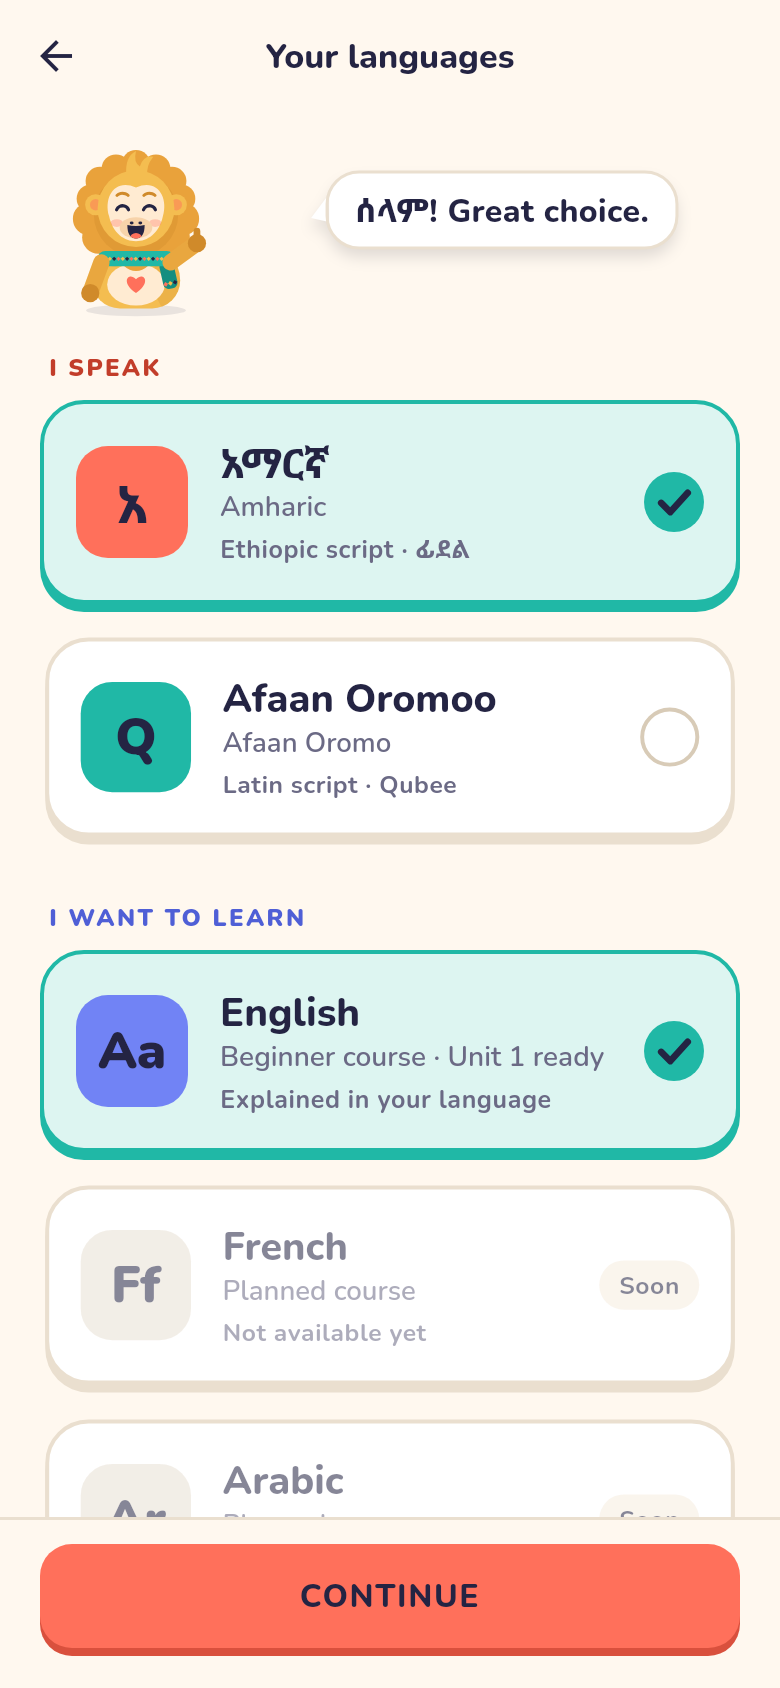 Your languages
ሰላም! Great choice.
I SPEAK
አ
አማርኛ
Amharic
Ethiopic script · ፊደል
Q
Afaan Oromoo
Afaan Oromo
Latin script · Qubee
I WANT TO LEARN
Aa
English
Beginner course · Unit 1 ready
Explained in your language
Ff
French
Planned course
Not available yet
Soon
Ar
Arabic
Soon
CONTINUE